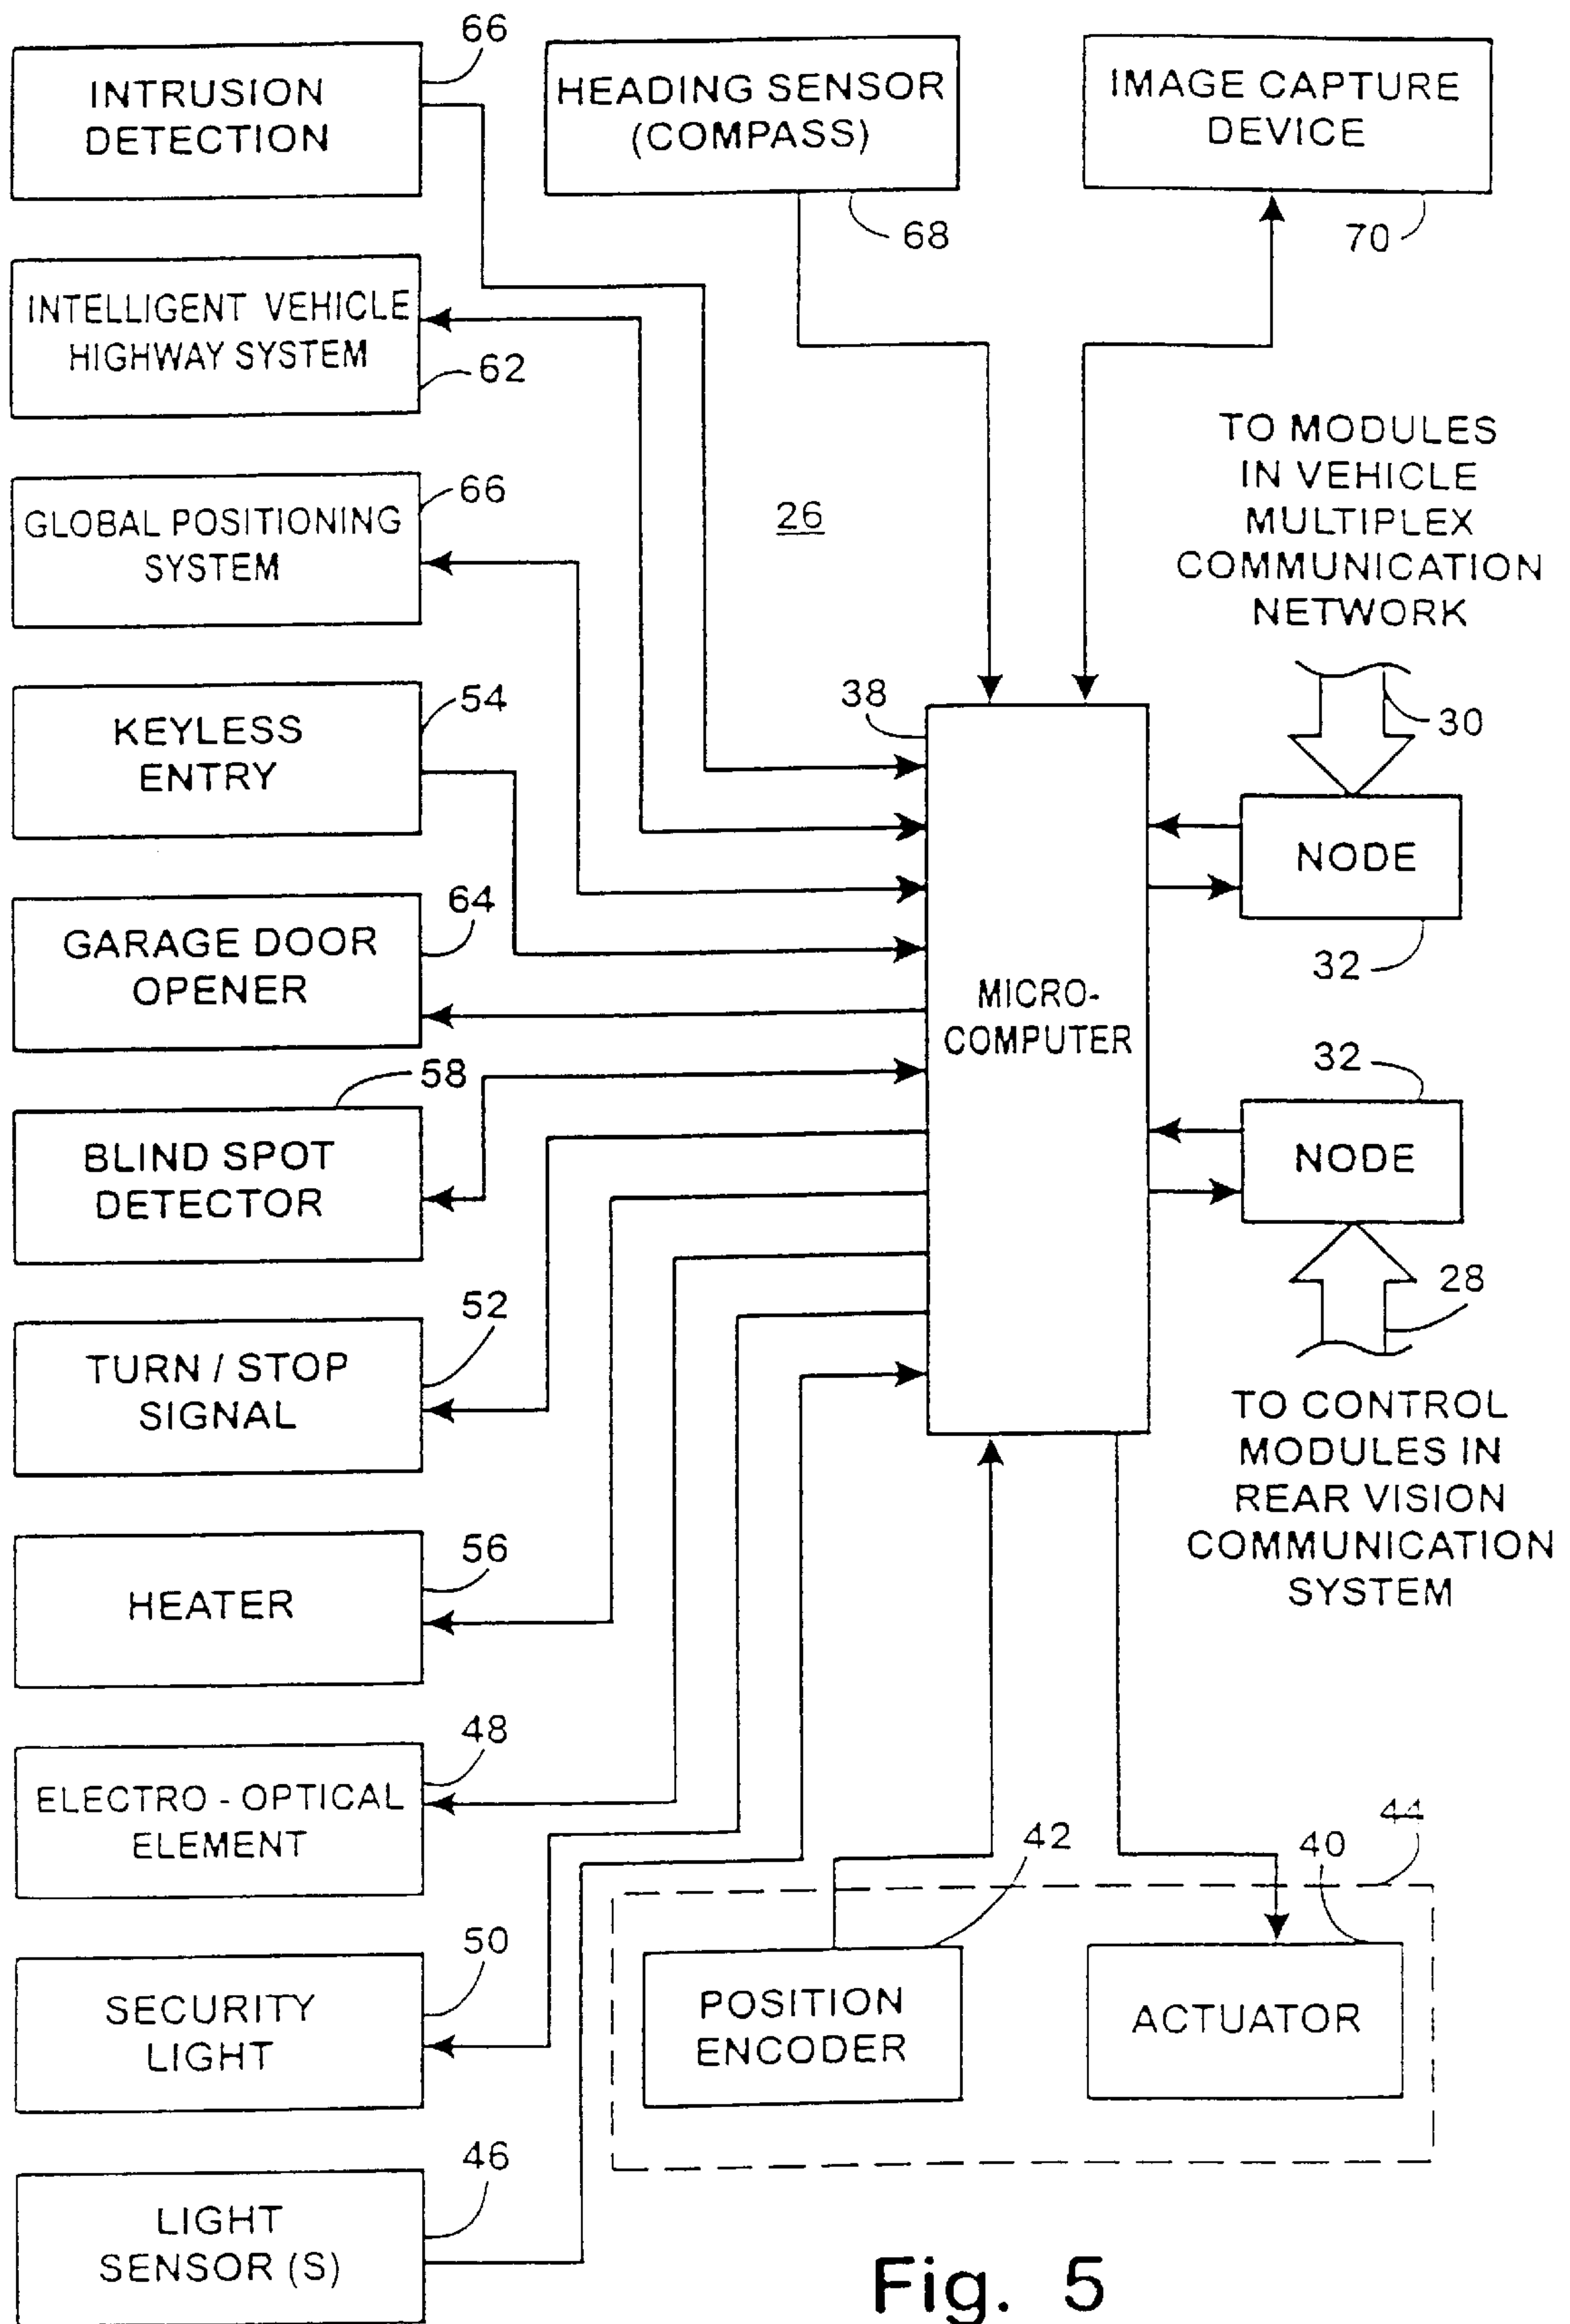 66
INTRUSION
DETECTION
HEADING SENSOR
(COMPASS)
68
IMAGE CAPTURE
DEVICE
70
INTELLIGENT VEHICLE
HIGHWAY SYSTEM
62
TO MODULES
IN VEHICLE
MULTIPLEX
COMMUNICATION
NETWORK
66
GLOBAL POSITIONING
SYSTEM
26
54
KEYLESS
ENTRY
38
30
NODE
32
64
GARAGE DOOR
OPENER
MICRO-
COMPUTER
58
BLIND SPOT
DETECTOR
32
NODE
28
52
TURN / STOP
SIGNAL
TO CONTROL
MODULES IN
REAR VISION
COMMUNICATION
SYSTEM
56
HEATER
48
ELECTRO - OPTICAL
ELEMENT
42
40
44
50
SECURITY
LIGHT
POSITION
ENCODER
ACTUATOR
46
LIGHT
SENSOR (S)
Fig. 5